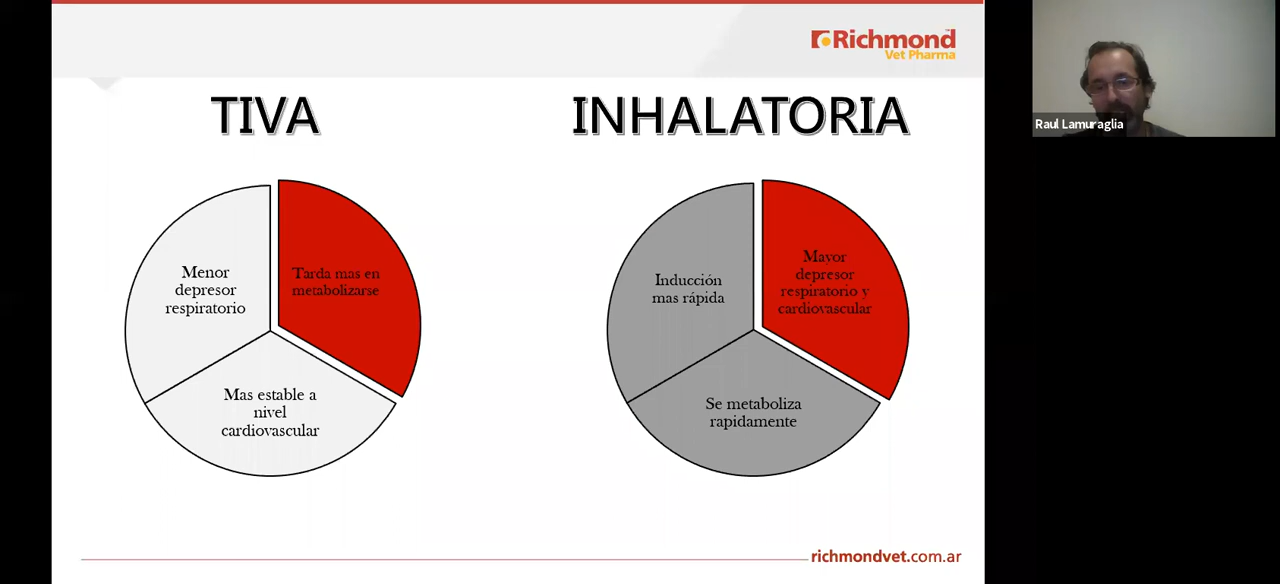 Richmond
Vet Pharma
TIVA
INHALATORIA
Menor
depresor
respiratorio
Tarda mas en
metabolizarse
Mas estable a
nivel
cardiovascular
Inducción
mas rápida
Mayor
depresor
respiratorio y
cardiovascular
Se metaboliza
rapidamente
richmondvet.com.ar
Raul Lamuraglia